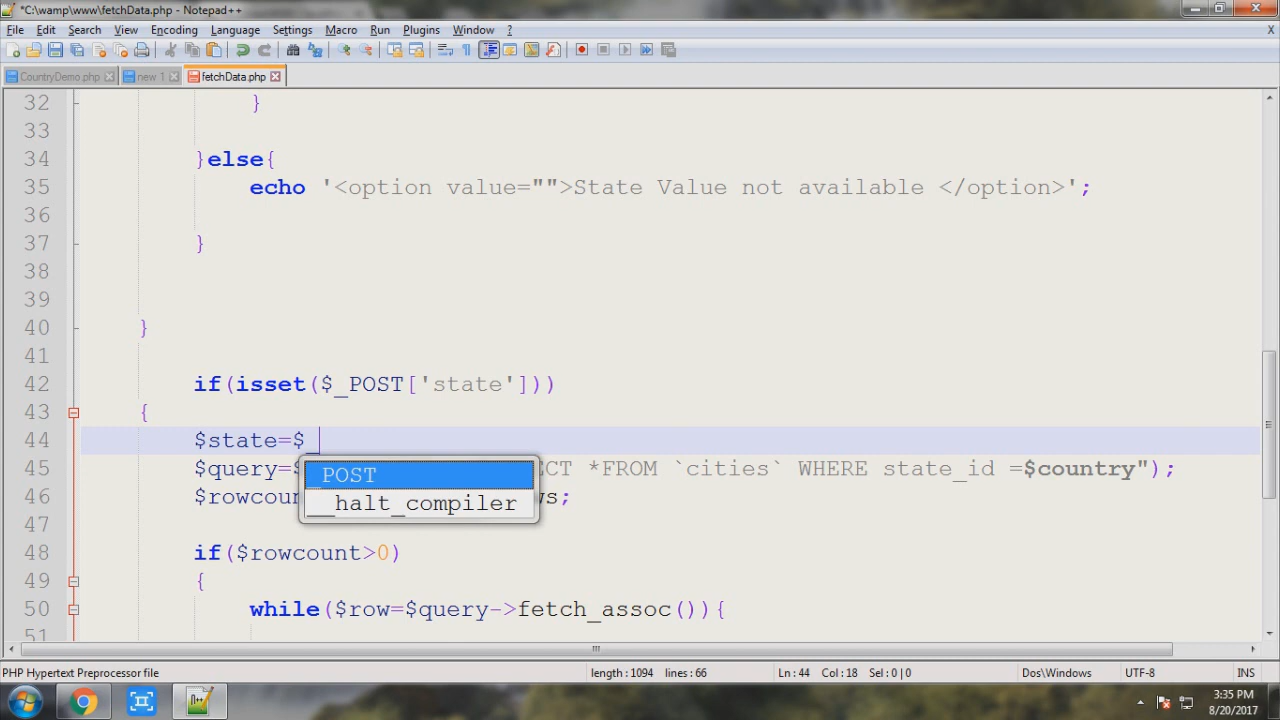 *C:\wamp\www\fetchData.php - Notepad++
File Edit Search View Encoding Language Settings Macro Run Plugins Window ? X
CountryDemo.php new 1 fetchData.php
32 }
33
34 }else{
35 echo '<option value="">State Value not available </option>';
36
37 }
38
39
40 }
41
42 if(isset($_POST['state']))
43 {
44 $state=$_
_POST
__halt_compiler
45 $query=$ ECT *FROM `cities` WHERE state_id =$country");
46 $rowcoun ws;
47
48 if($rowcount>0)
49 {
50 while($row=$query->fetch_assoc()){
51
PHP Hypertext Preprocessor file length : 1094 lines : 66 Ln : 44 Col : 18 Sel : 0 | 0 Dos\Windows UTF-8 INS
3:35 PM
8/20/2017